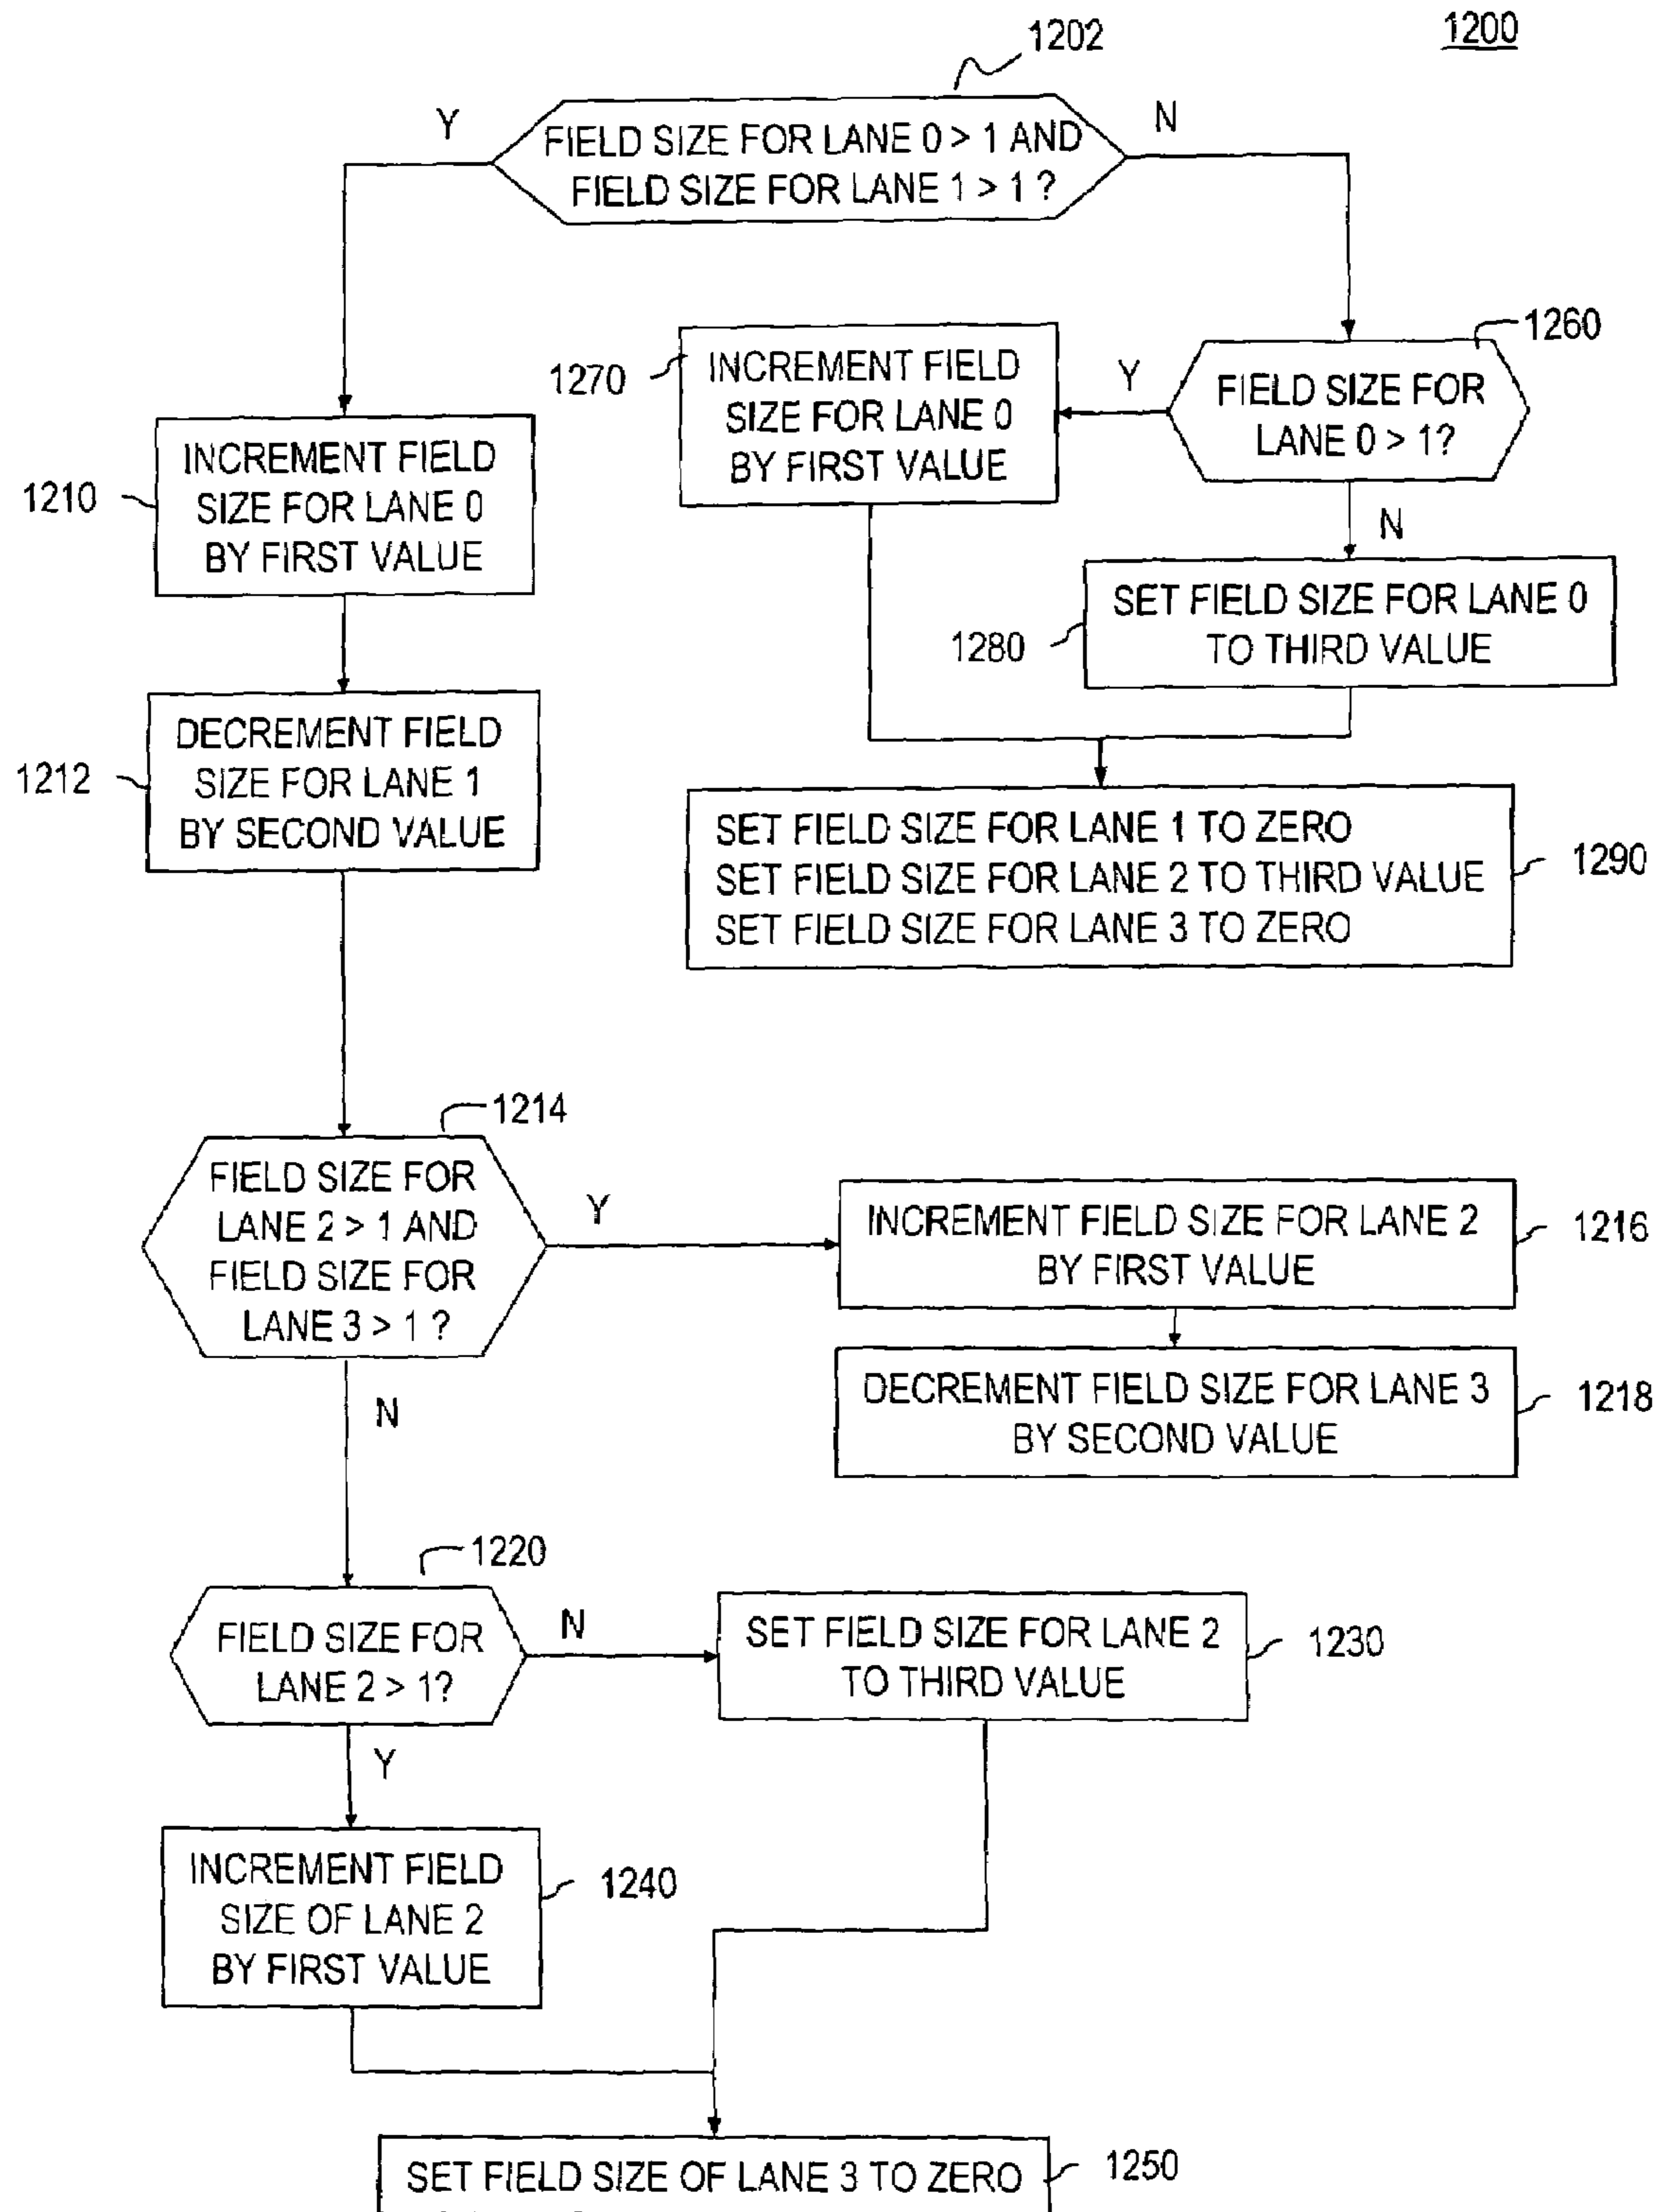 1200
1202
Y
FIELD SIZE FOR LANE 0 > 1 AND
FIELD SIZE FOR LANE 1 > 1 ?
N
1260
FIELD SIZE FOR
LANE 0 > 1?
Y
1270
INCREMENT FIELD
SIZE FOR LANE 0
BY FIRST VALUE
N
1280
SET FIELD SIZE FOR LANE 0
TO THIRD VALUE
1210
INCREMENT FIELD
SIZE FOR LANE 0
BY FIRST VALUE
1212
DECREMENT FIELD
SIZE FOR LANE 1
BY SECOND VALUE
SET FIELD SIZE FOR LANE 1 TO ZERO
SET FIELD SIZE FOR LANE 2 TO THIRD VALUE
SET FIELD SIZE FOR LANE 3 TO ZERO
1290
1214
FIELD SIZE FOR
LANE 2 > 1 AND
FIELD SIZE FOR
LANE 3 > 1 ?
Y
INCREMENT FIELD SIZE FOR LANE 2
BY FIRST VALUE
1216
DECREMENT FIELD SIZE FOR LANE 3
BY SECOND VALUE
1218
N
1220
FIELD SIZE FOR
LANE 2 > 1?
N
SET FIELD SIZE FOR LANE 2
TO THIRD VALUE
1230
Y
INCREMENT FIELD
SIZE OF LANE 2
BY FIRST VALUE
1240
SET FIELD SIZE OF LANE 3 TO ZERO
1250